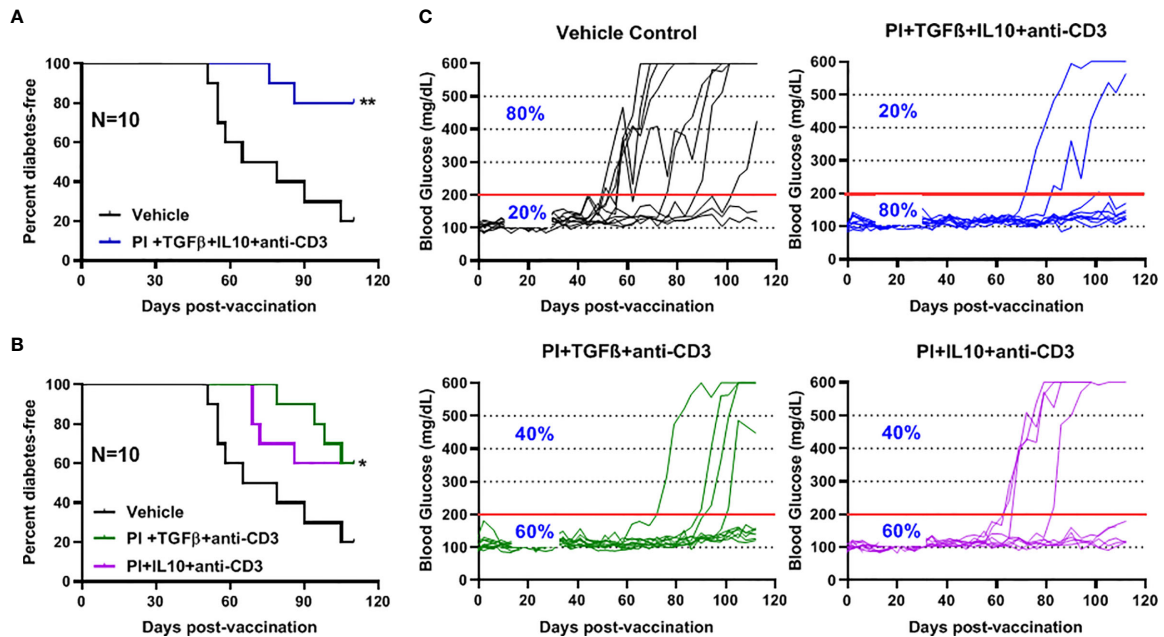 A
Percent diabetes-free
100
80
60
40
20
0
N=10
**
Vehicle
PI +TGFβ+IL10+anti-CD3
0 30 60 90 120
Days post-vaccination
B
Percent diabetes-free
100
80
60
40
20
0
N=10
*
Vehicle
PI +TGFβ+anti-CD3
PI+IL10+anti-CD3
0 30 60 90 120
Days post-vaccination
C
Vehicle Control
Blood Glucose (mg/dL)
600
500
400
300
200
100
0
80%
20%
0 20 40 60 80 100 120
Days post-vaccination
PI+TGFß+IL10+anti-CD3
Blood Glucose (mg/dL)
600
500
400
300
200
100
0
20%
80%
0 20 40 60 80 100 120
Days post-vaccination
PI+TGFß+anti-CD3
Blood Glucose (mg/dL)
600
500
400
300
200
100
0
40%
60%
0 20 40 60 80 100 120
Days post-vaccination
PI+IL10+anti-CD3
Blood Glucose (mg/dL)
600
500
400
300
200
100
0
40%
60%
0 20 40 60 80 100 120
Days post-vaccination